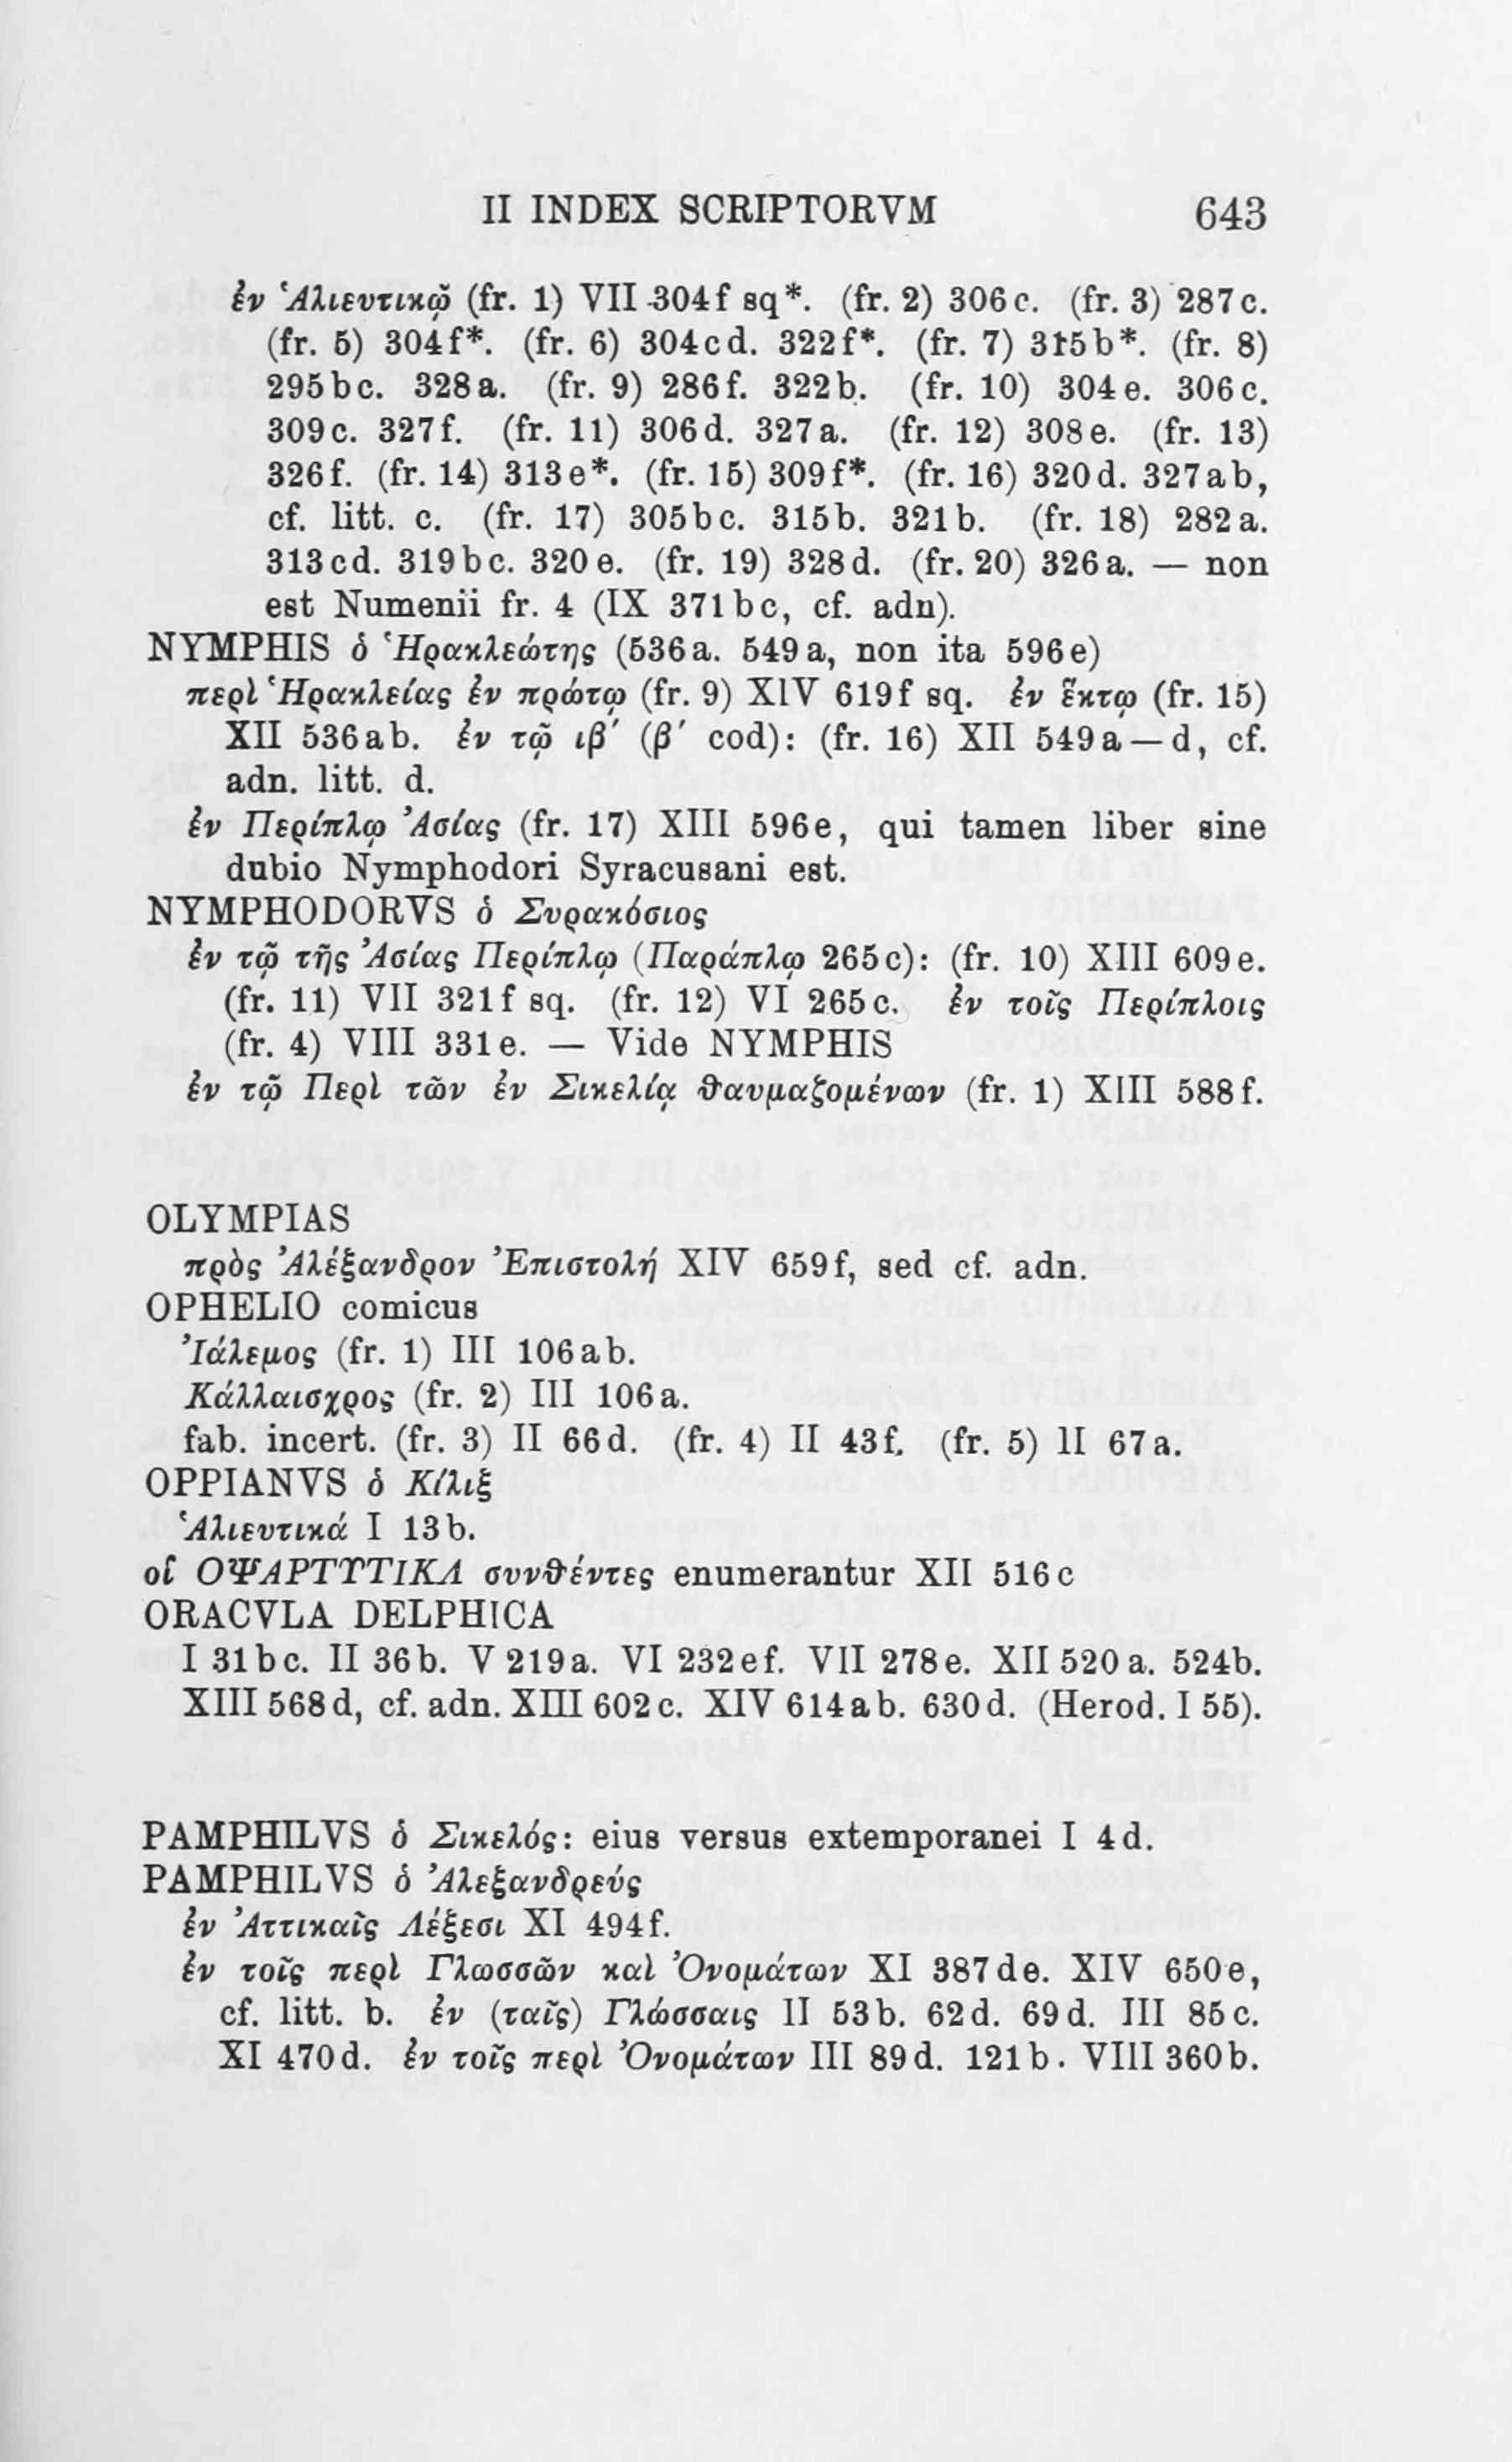 II INDEX SCRIPTORVM 643
ἐν Ἁλιευτικῷ (fr. 1) VII 304f sq*. (fr. 2) 306c. (fr. 3) 287c.
(fr. 5) 304f*. (fr. 6) 304cd. 322f*. (fr. 7) 315b*. (fr. 8)
295bc. 328a. (fr. 9) 286f. 322b. (fr. 10) 304e. 306c.
309c. 327f. (fr. 11) 306d. 327a. (fr. 12) 308e. (fr. 13)
326f. (fr. 14) 313e*. (fr. 15) 309f*. (fr. 16) 320d. 327ab,
cf. litt. c. (fr. 17) 305bc. 315b. 321b. (fr. 18) 282a.
313cd. 319bc. 320e. (fr. 19) 328d. (fr. 20) 326a. — non
est Numenii fr. 4 (IX 371bc, cf. adn).
NYMPHIS ὁ Ἡρακλεώτης (536a. 549a, non ita 596e)
περὶ Ἡρακλείας ἐν πρώτῳ (fr. 9) XIV 619f sq. ἐν ἕκτῳ (fr. 15)
XII 536ab. ἐν τῷ ιβ′ (β′ cod): (fr. 16) XII 549a—d, cf.
adn. litt. d.
ἐν Περίπλῳ Ἀσίας (fr. 17) XIII 596e, qui tamen liber sine
dubio Nymphodori Syracusani est.
NYMPHODORVS ὁ Συρακόσιος
ἐν τῷ τῆς Ἀσίας Περίπλῳ (Παράπλῳ 265c): (fr. 10) XIII 609e.
(fr. 11) VII 321f sq. (fr. 12) VI 265c. ἐν τοῖς Περίπλοις
(fr. 4) VIII 331e. — Vide NYMPHIS
ἐν τῷ Περὶ τῶν ἐν Σικελίᾳ θαυμαζομένων (fr. 1) XIII 588f.
OLYMPIAS
πρὸς Ἀλέξανδρον Ἐπιστολή XIV 659f, sed cf. adn.
OPHELIO comicus
Ἰάλεμος (fr. 1) III 106ab.
Κάλλαισχρος (fr. 2) III 106a.
fab. incert. (fr. 3) II 66d. (fr. 4) II 43f. (fr. 5) II 67a.
OPPIANVS ὁ Κίλιξ
Ἁλιευτικά I 13b.
οἱ ΟΨΑΡΤΥΤΙΚΑ συνθέντες enumerantur XII 516c
ORACVLA DELPHICA
I 31bc. II 36b. V 219a. VI 232ef. VII 278e. XII 520a. 524b.
XIII 568d, cf. adn. XIII 602c. XIV 614ab. 630d. (Herod. I 55).
PAMPHILVS ὁ Σικελός: eius versus extemporanei I 4d.
PAMPHILVS ὁ Ἀλεξανδρεύς
ἐν Ἀττικαῖς Λέξεσι XI 494f.
ἐν τοῖς περὶ Γλωσσῶν καὶ Ὀνομάτων XI 387de. XIV 650e,
cf. litt. b. ἐν (ταῖς) Γλώσσαις II 53b. 62d. 69d. III 85c.
XI 470d. ἐν τοῖς περὶ Ὀνομάτων III 89d. 121b. VIII 360b.